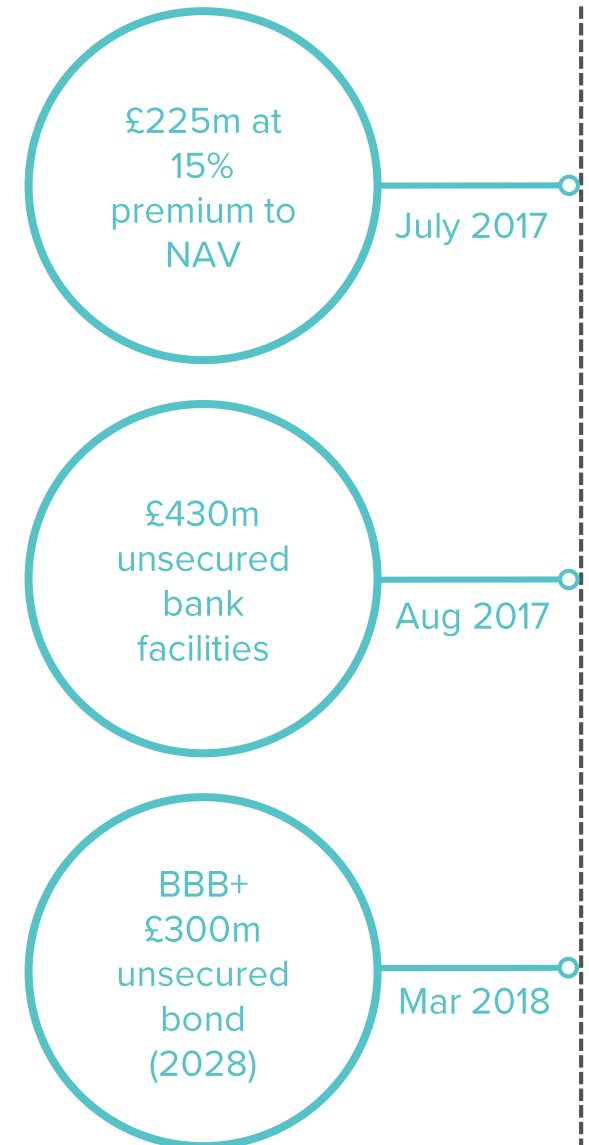 £225m at
15%
premium to
NAV
July 2017
£430m
unsecured
bank
facilities
Aug 2017
BBB+
£300m
unsecured
bond
(2028)
Mar 2018